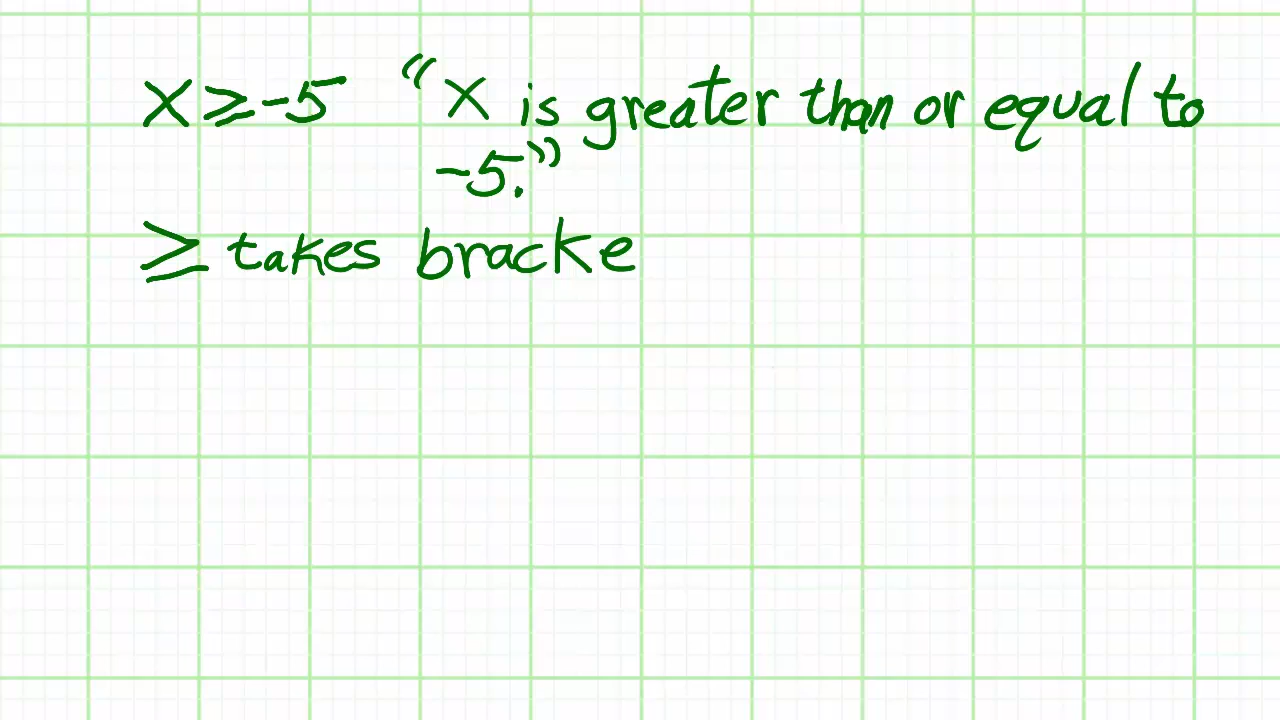 X ≥ -5 “X is greater than or equal to
-5.”
≥ takes bracke